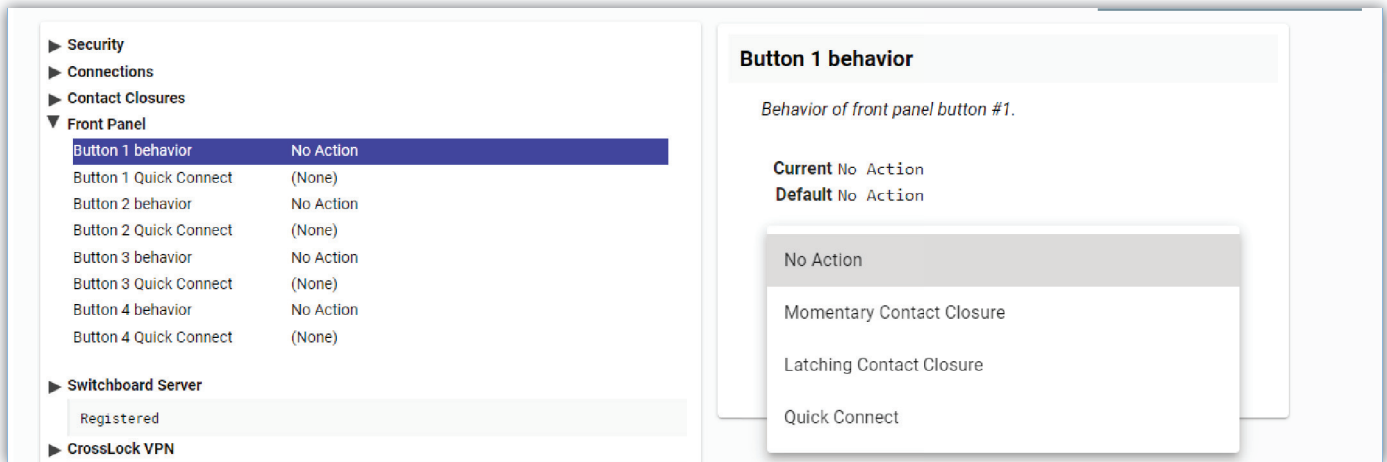 Security
Connections
Contact Closures
Front Panel
Button 1 behavior No Action
Button 1 Quick Connect (None)
Button 2 behavior No Action
Button 2 Quick Connect (None)
Button 3 behavior No Action
Button 3 Quick Connect (None)
Button 4 behavior No Action
Button 4 Quick Connect (None)
Switchboard Server
Registered
CrossLock VPN
Button 1 behavior
Behavior of front panel button #1.
Current No Action
Default No Action
No Action
Momentary Contact Closure
Latching Contact Closure
Quick Connect